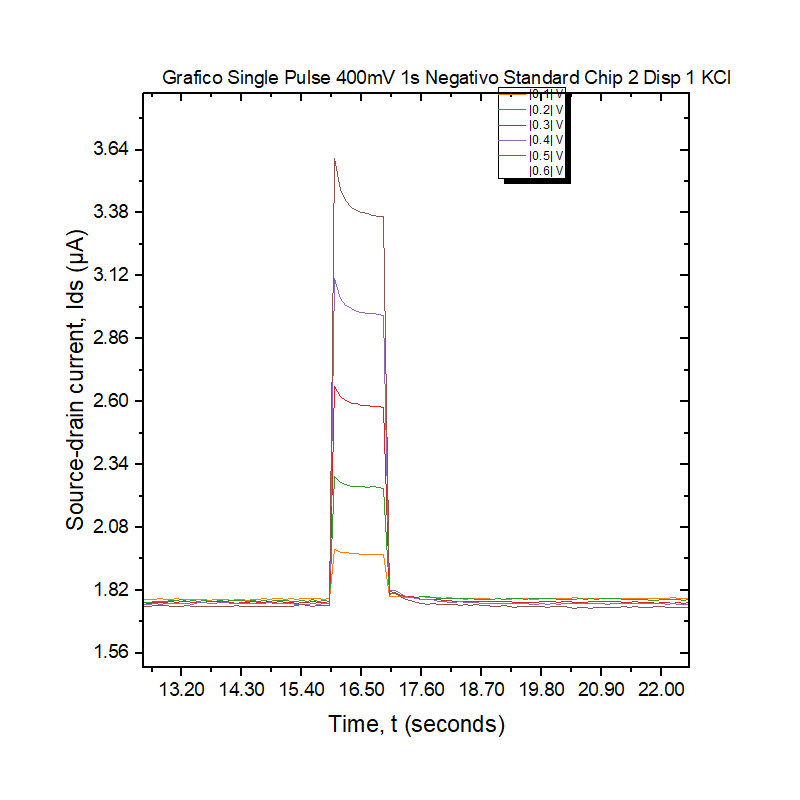 Grafico Single Pulse 400mV 1s Negativo Standard Chip 2 Disp 1 KCl
|0.1| V
|0.2| V
|0.3| V
|0.4| V
|0.5| V
|0.6| V
3.64
3.38
3.12
2.86
2.60
2.34
2.08
1.82
1.56
Source-drain current, Ids (µA)
13.20 14.30 15.40 16.50 17.60 18.70 19.80 20.90 22.00
Time, t (seconds)